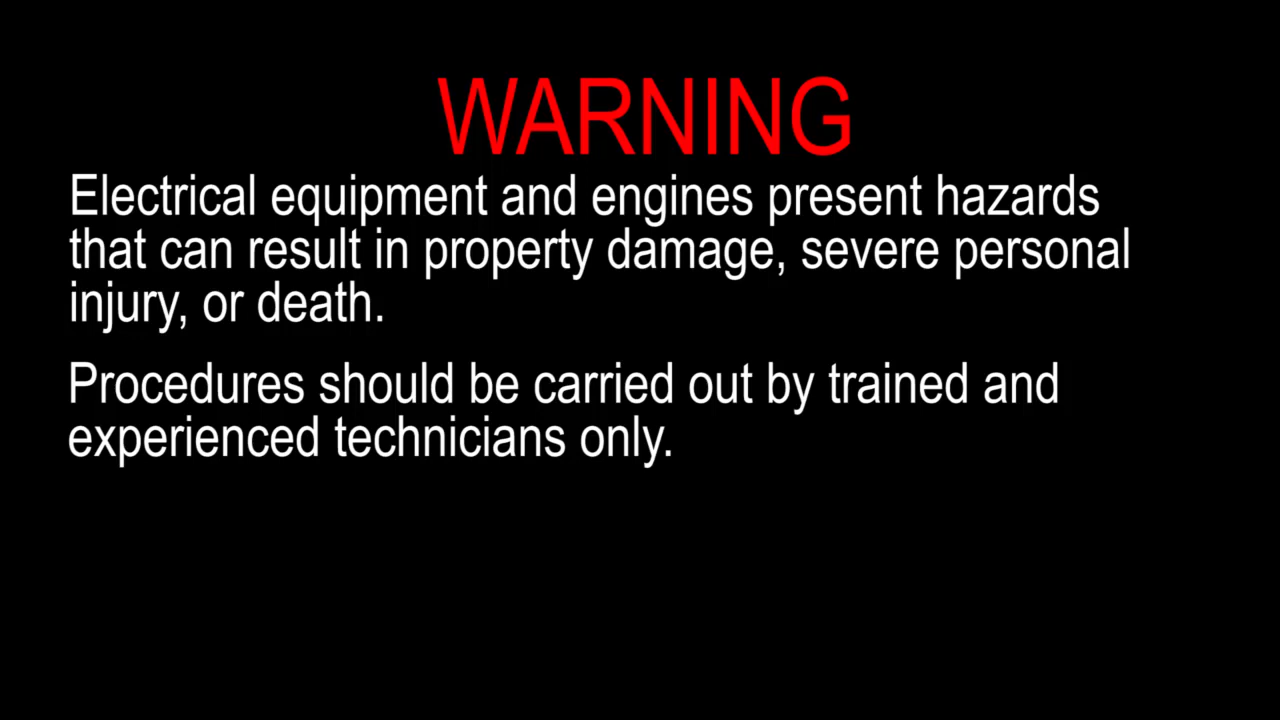 WARNING
Electrical equipment and engines present hazards
that can result in property damage, severe personal
injury, or death.
Procedures should be carried out by trained and
experienced technicians only.